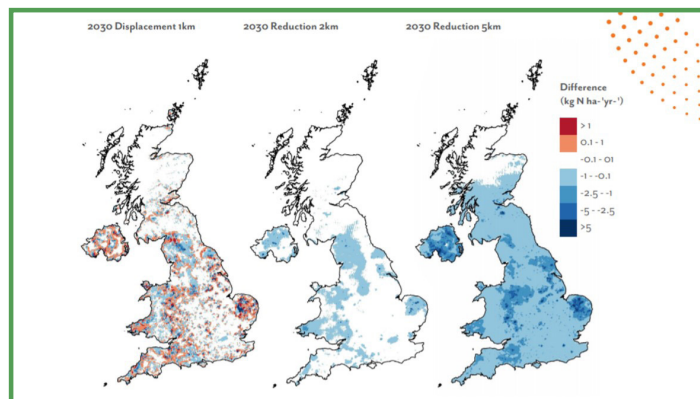 2030 Displacement 1km
2030 Reduction 2km
2030 Reduction 5km
Difference
(kg N ha-¹yr-¹)
> 1
0.1 - 1
-0.1 - 01
-1 - -0.1
-2.5 - -1
-5 - -2.5
>5